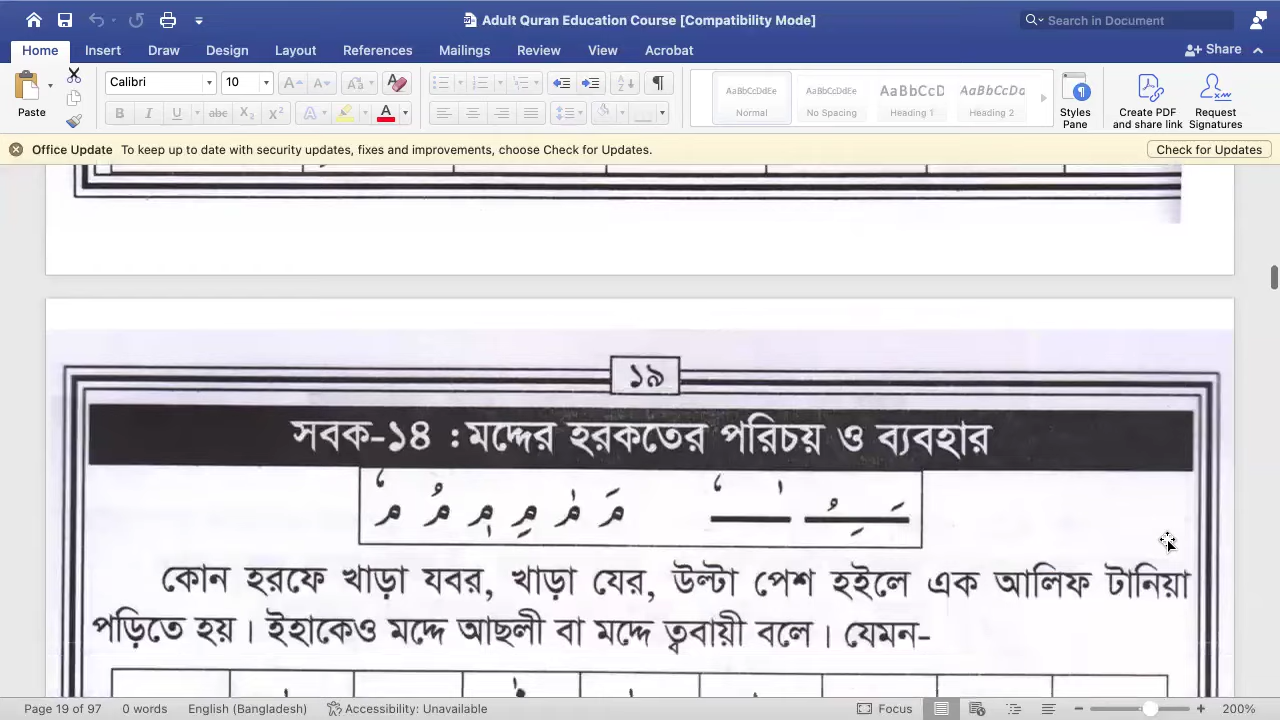 Adult Quran Education Course [Compatibility Mode]
Search in Document
Home Insert Draw Design Layout References Mailings Review View Acrobat
Share
Paste
Calibri 10
AaBbCcDdEe AaBbCcDdEe AaBbCcD AaBbCcDc
Normal No Spacing Heading 1 Heading 2
Styles Pane
Create PDF and share link
Request Signatures
Office Update To keep up to date with security updates, fixes and improvements, choose Check for Updates.
Check for Updates
১৯
সবক-১৪ : মদ্দের হরকতের পরিচয় ও ব্যবহার
কোন হরফে খাড়া যবর, খাড়া যের, উল্টা পেশ হইলে এক আলিফ টানিয়া
পড়িতে হয়। ইহাকেও মদ্দে আছলী বা মদ্দে ত্ববায়ী বলে। যেমন-
Page 19 of 97 0 words English (Bangladesh) Accessibility: Unavailable
Focus
200%